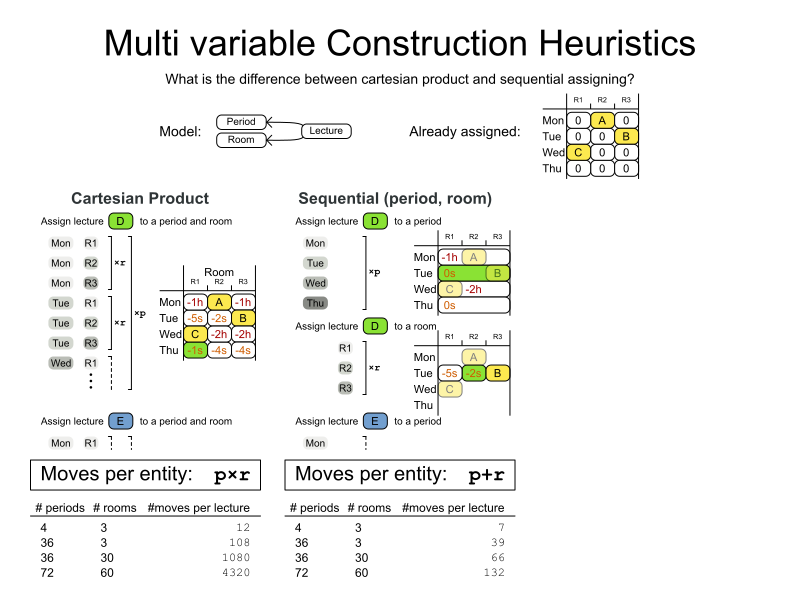 Multi variable Construction Heuristics
What is the difference between cartesian product and sequential assigning?
Model:
Period
Room
Lecture
Already assigned:
R1 R2 R3
Mon 0 A 0
Tue 0 0 B
Wed C 0 0
Thu 0 0 0
Cartesian Product
Assign lecture D to a period and room
Mon R1
Mon R2
Mon R3
×r
Tue R1
Tue R2
Tue R3
×r
Wed R1
×p
Room
R1 R2 R3
Mon -1h A -1h
Tue -5s -2s B
Wed C -2h -2h
Thu -1s -4s -4s
Assign lecture E to a period and room
Mon R1
Moves per entity: p×r
# periods # rooms #moves per lecture
4 3 12
36 3 108
36 30 1080
72 60 4320
Sequential (period, room)
Assign lecture D to a period
Mon
Tue
Wed
Thu
×p
R1 R2 R3
Mon -1h A
Tue 0s B
Wed C -2h
Thu 0s
Assign lecture D to a room
R1
R2
R3
×r
R1 R2 R3
Mon A
Tue -5s -2s B
Wed C
Thu
Assign lecture E to a period
Mon
Moves per entity: p+r
# periods # rooms #moves per lecture
4 3 7
36 3 39
36 30 66
72 60 132